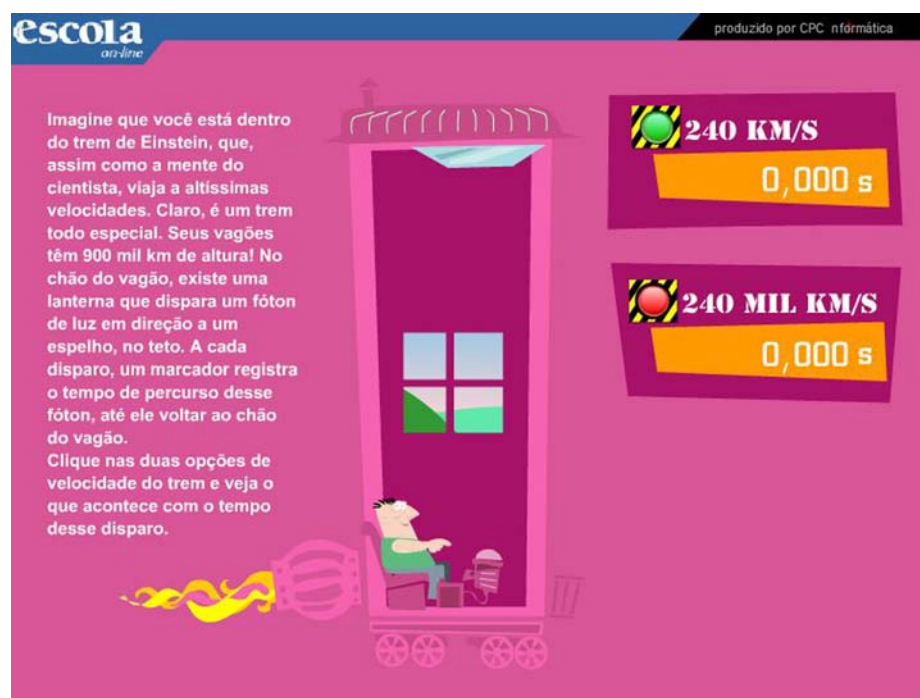 escola
on-line
produzido por CPC nformática
Imagine que você está dentro
do trem de Einstein, que,
assim como a mente do
cientista, viaja a altíssimas
velocidades. Claro, é um trem
todo especial. Seus vagões
têm 900 mil km de altura! No
chão do vagão, existe uma
lanterna que dispara um fóton
de luz em direção a um
espelho, no teto. A cada
disparo, um marcador registra
o tempo de percurso desse
fóton, até ele voltar ao chão
do vagão.
Clique nas duas opções de
velocidade do trem e veja o
que acontece com o tempo
desse disparo.
240 KM/S
0,000 s
240 MIL KM/S
0,000 s